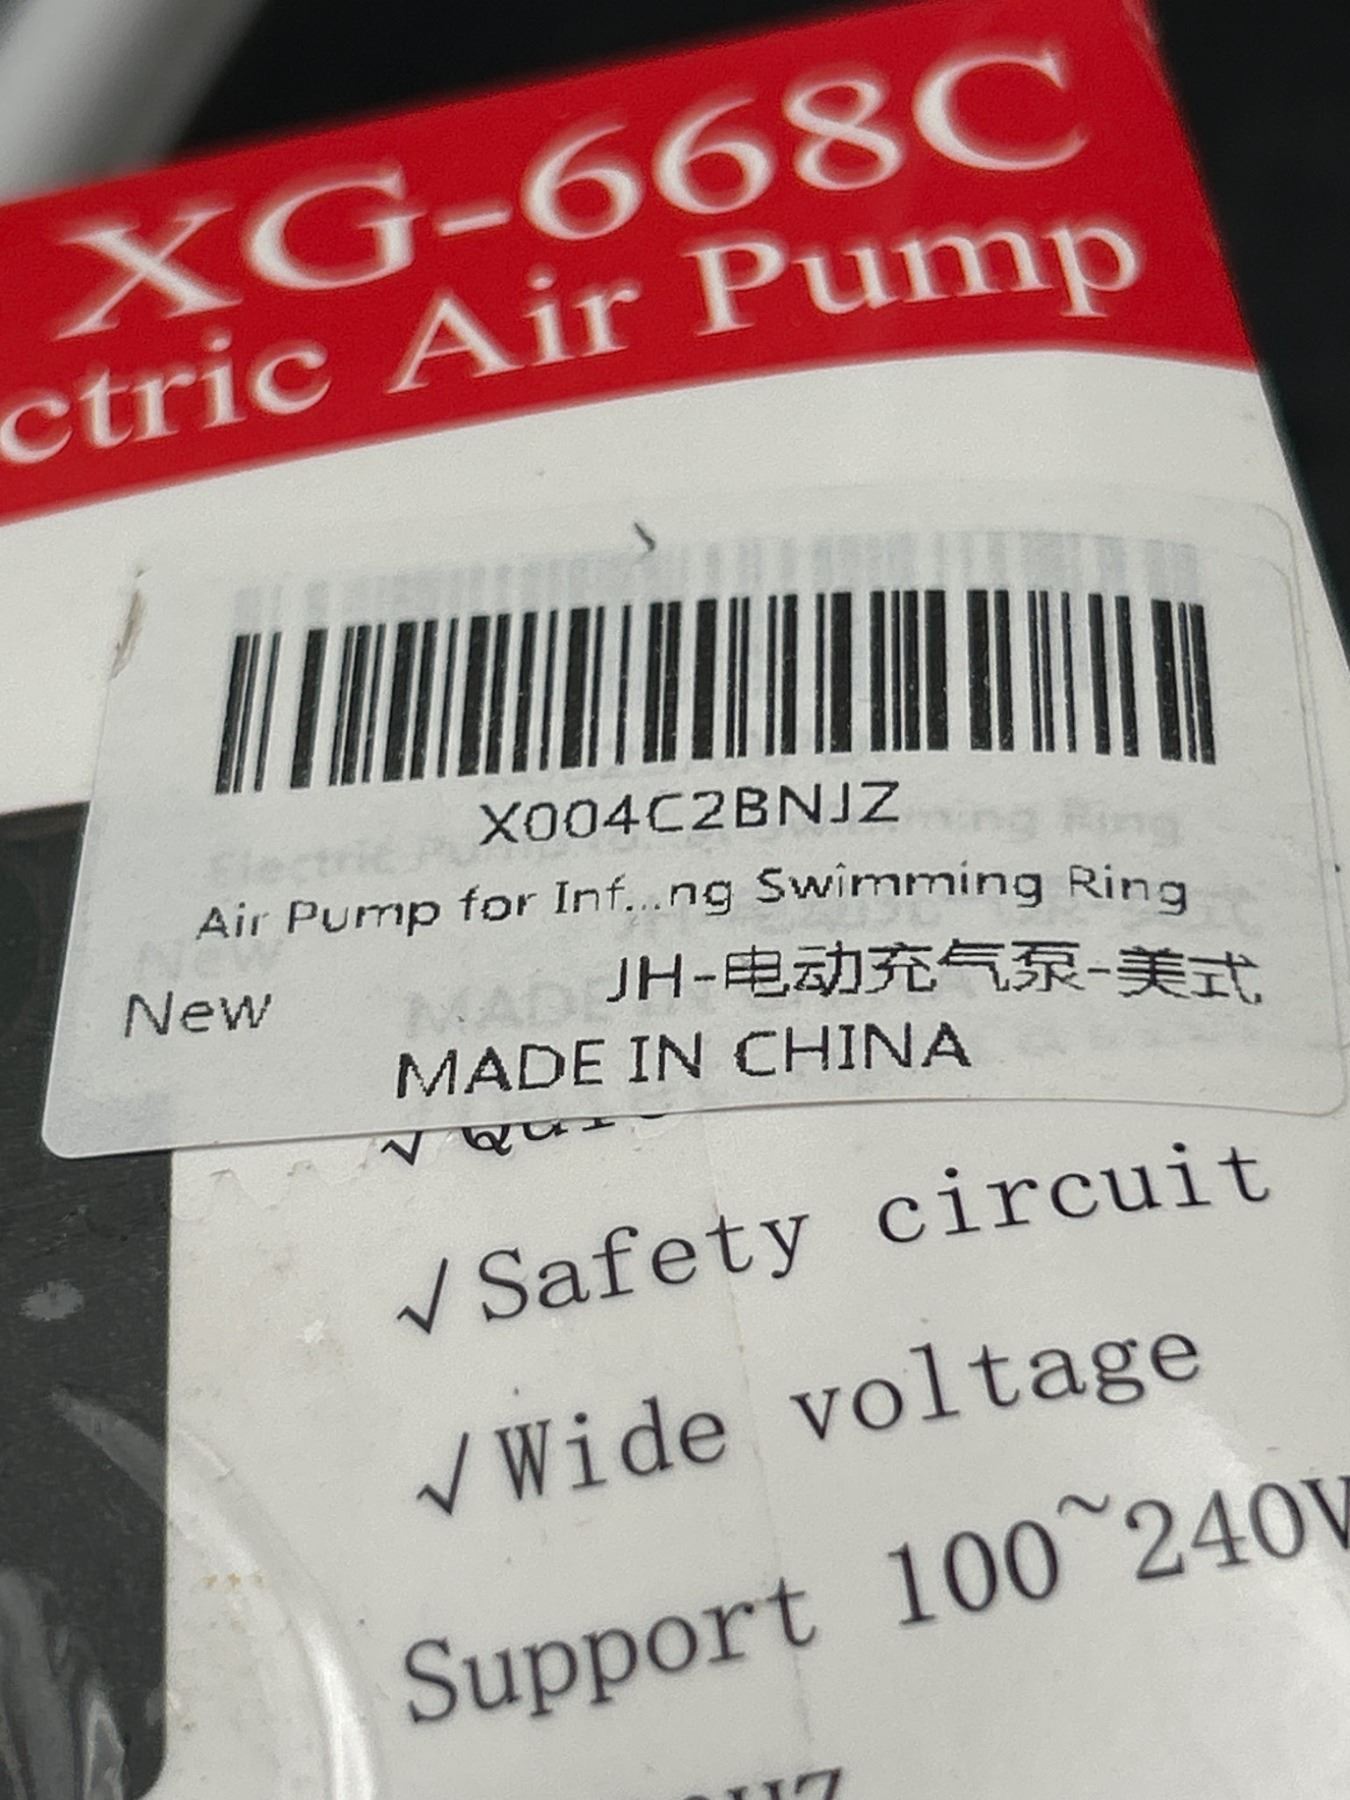 XG-668C
ctric Air Pump
X004C2BNJZ
Air Pump for Inf...ng Swimming Ring
New
JH-电动充气泵-美式
MADE IN CHINA
√Safety circuit
√Wide voltage
Support 100~240V
HZ